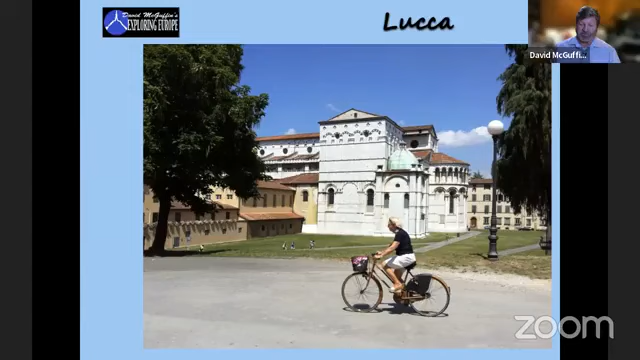 David McGuffin's
EXPLORING EUROPE
Lucca
David McGuffi...
zoom